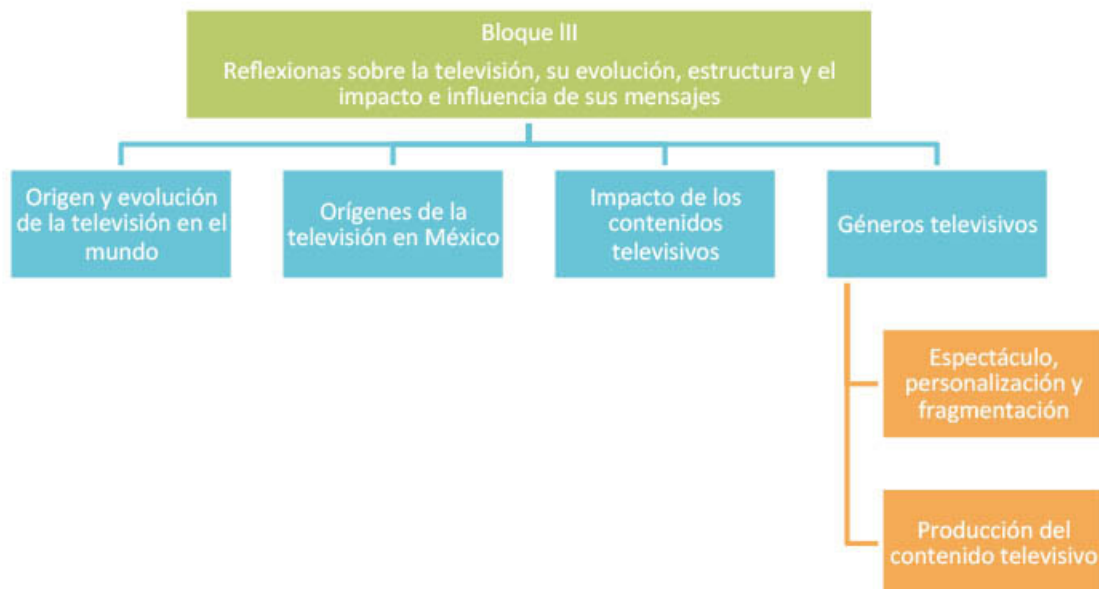 Bloque III
Reflexionas sobre la televisión, su evolución, estructura y el
impacto e influencia de sus mensajes
Origen y evolución
de la televisión en el
mundo
Orígenes de la
televisión en México
Impacto de los
contenidos
televisivos
Géneros televisivos
Espectáculo,
personalización y
fragmentación
Producción del
contenido televisivo